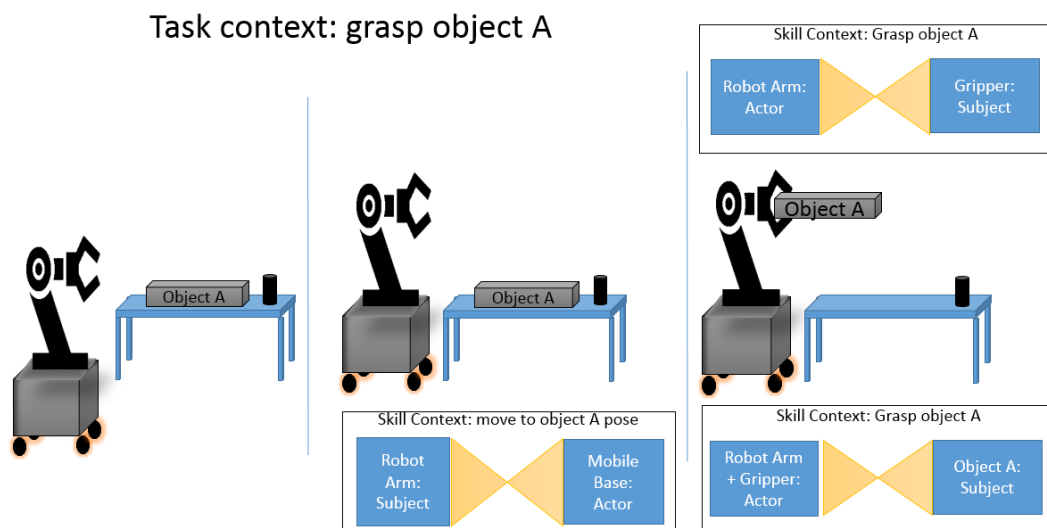 Task context: grasp object A
Object A
Object A
Skill Context: move to object A pose
Robot
Arm:
Subject
Mobile
Base:
Actor
Skill Context: Grasp object A
Robot Arm:
Actor
Gripper:
Subject
Object A
Skill Context: Grasp object A
Robot Arm
+ Gripper:
Actor
Object A:
Subject